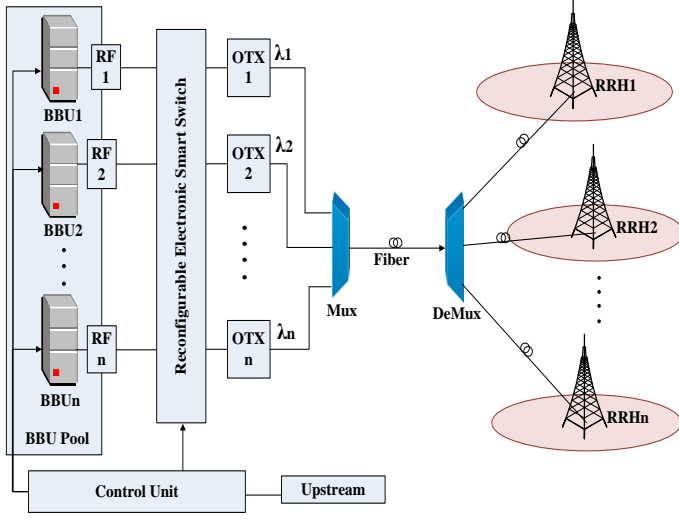 BBU1
RF
1
Reconfigurable Electronic Smart Switch
OTX
1
λ1
RRH1
BBU2
RF
2
OTX
2
λ2
RRH2
Fiber
Mux
DeMux
BBUn
RF
n
OTX
n
λn
RRHn
BBU Pool
Control Unit
Upstream